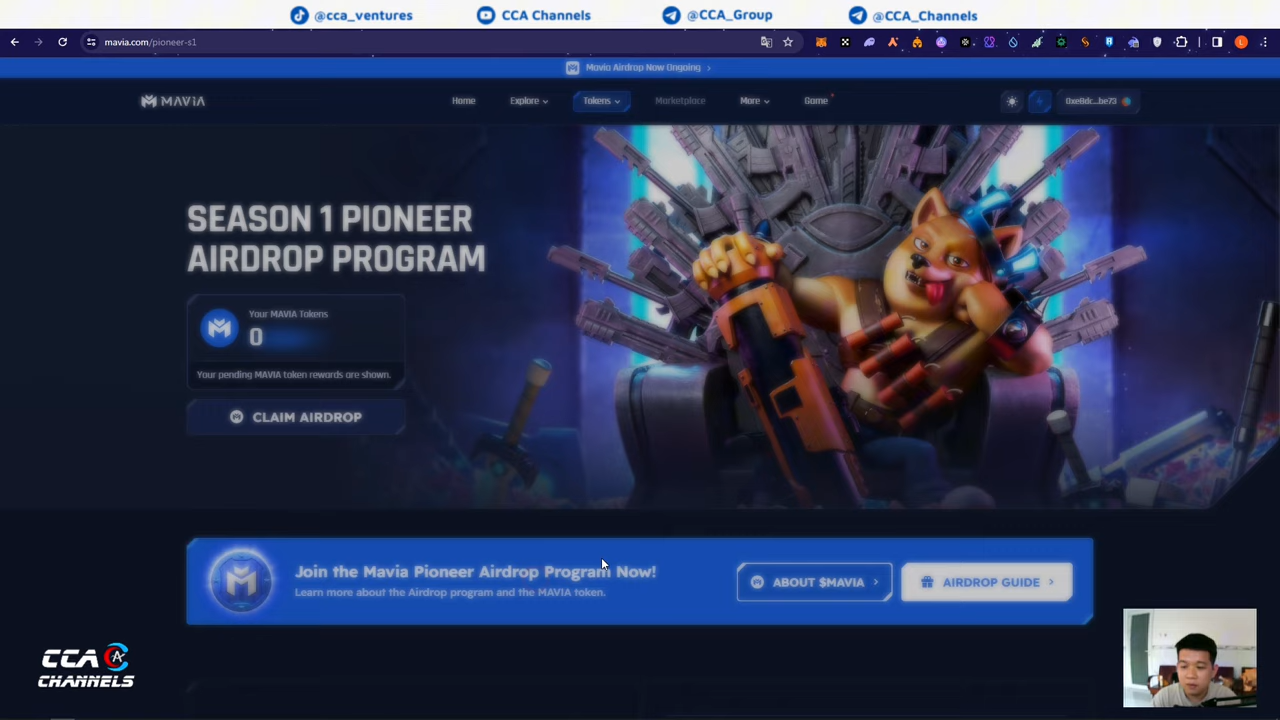 @cca_ventures
CCA Channels
@CCA_Group
@CCA_Channels
mavia.com/pioneer-s1
L
Mavia Airdrop Now Ongoing
MAVIA
Home
Explore
Tokens
Marketplace
More
Game
0xe8dc...be73
SEASON 1 PIONEER
AIRDROP PROGRAM
Your MAVIA Tokens
0
Your pending MAVIA token rewards are shown.
CLAIM AIRDROP
Join the Mavia Pioneer Airdrop Program Now!
Learn more about the Airdrop program and the MAVIA token.
ABOUT $MAVIA
AIRDROP GUIDE
CCA
CHANNELS